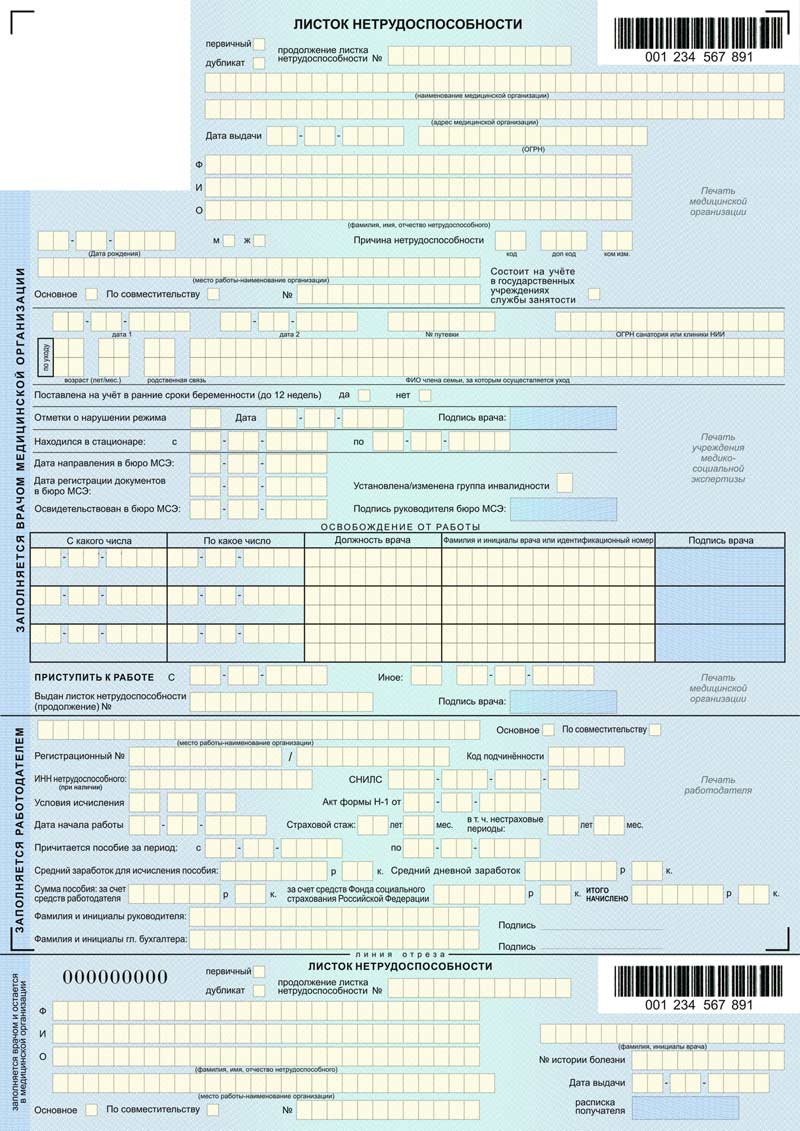 ЛИСТОК НЕТРУДОСПОСОБНОСТИ
001 234 567 891
первичный
дубликат
продолжение листка
нетрудоспособности №
(наименование медицинской организации)
(адрес медицинской организации)
Дата выдачи - -
(ОГРН)
Ф
И
О
(фамилия, имя, отчество нетрудоспособного)
Печать
медицинской
организации
- -
(Дата рождения)
м ж
Причина нетрудоспособности
код доп код ком изм.
(место работы-наименование организации)
Состоит на учёте
в государственных
учреждениях
службы занятости
Основное По совместительству №
- - - -
дата 1 дата 2 № путевки ОГРН санатория или клиники НИИ
по уходу
возраст (лет/мес.) родственная связь ФИО члена семьи, за которым осуществляется уход
Поставлена на учёт в ранние сроки беременности (до 12 недель) да нет
Отметки о нарушении режима Дата - - Подпись врача:
Находился в стационаре: с - - по - -
Дата направления в бюро МСЭ: - -
Дата регистрации документов
в бюро МСЭ: - -
Установлена/изменена группа инвалидности
Освидетельствован в бюро МСЭ: - - Подпись руководителя бюро МСЭ:
Печать
учреждения
медико-
социальной
экспертизы
ОСВОБОЖДЕНИЕ ОТ РАБОТЫ
С какого числа По какое число Должность врача Фамилия и инициалы врача или идентификационный номер Подпись врача
- - - -
- - - -
- - - -
ПРИСТУПИТЬ К РАБОТЕ С - - Иное: - -
Выдан листок нетрудоспособности
(продолжение) №
Подпись врача:
Печать
медицинской
организации
ЗАПОЛНЯЕТСЯ ВРАЧОМ МЕДИЦИНСКОЙ ОРГАНИЗАЦИИ
(место работы-наименование организации)
Основное По совместительству
Регистрационный № / Код подчинённости
ИНН нетрудоспособного:
(при наличии)
СНИЛС - - -
Печать
работодателя
Условия исчисления Акт формы Н-1 от - -
Дата начала работы - - Страховой стаж: лет мес. в т. ч. нестраховые
периоды: лет мес.
Причитается пособие за период: с - - по - -
Средний заработок для исчисления пособия: р к. Средний дневной заработок р к.
Сумма пособия: за счет
средств работодателя р к.
за счет средств Фонда социального
страхования Российской Федерации р к.
ИТОГО
НАЧИСЛЕНО р к.
Фамилия и инициалы руководителя: Подпись
Фамилия и инициалы гл. бухгалтера: Подпись
ЗАПОЛНЯЕТСЯ РАБОТОДАТЕЛЕМ
линия отреза
000000000
первичный
дубликат
ЛИСТОК НЕТРУДОСПОСОБНОСТИ
продолжение листка
нетрудоспособности №
001 234 567 891
Ф
И
О
(фамилия, имя, отчество нетрудоспособного)
(место работы-наименование организации)
Основное По совместительству №
(фамилия, инициалы врача)
№ истории болезни
Дата выдачи - -
расписка
получателя
заполняется врачом и остается
в медицинской организации